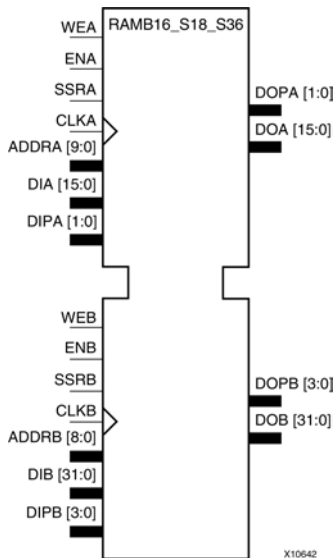 RAMB16_S18_S36
WEA
ENA
SSRA
CLKA
ADDRA [9:0]
DIA [15:0]
DIPA [1:0]
DOPA [1:0]
DOA [15:0]
WEB
ENB
SSRB
CLKB
ADDRB [8:0]
DIB [31:0]
DIPB [3:0]
DOPB [3:0]
DOB [31:0]
X10642